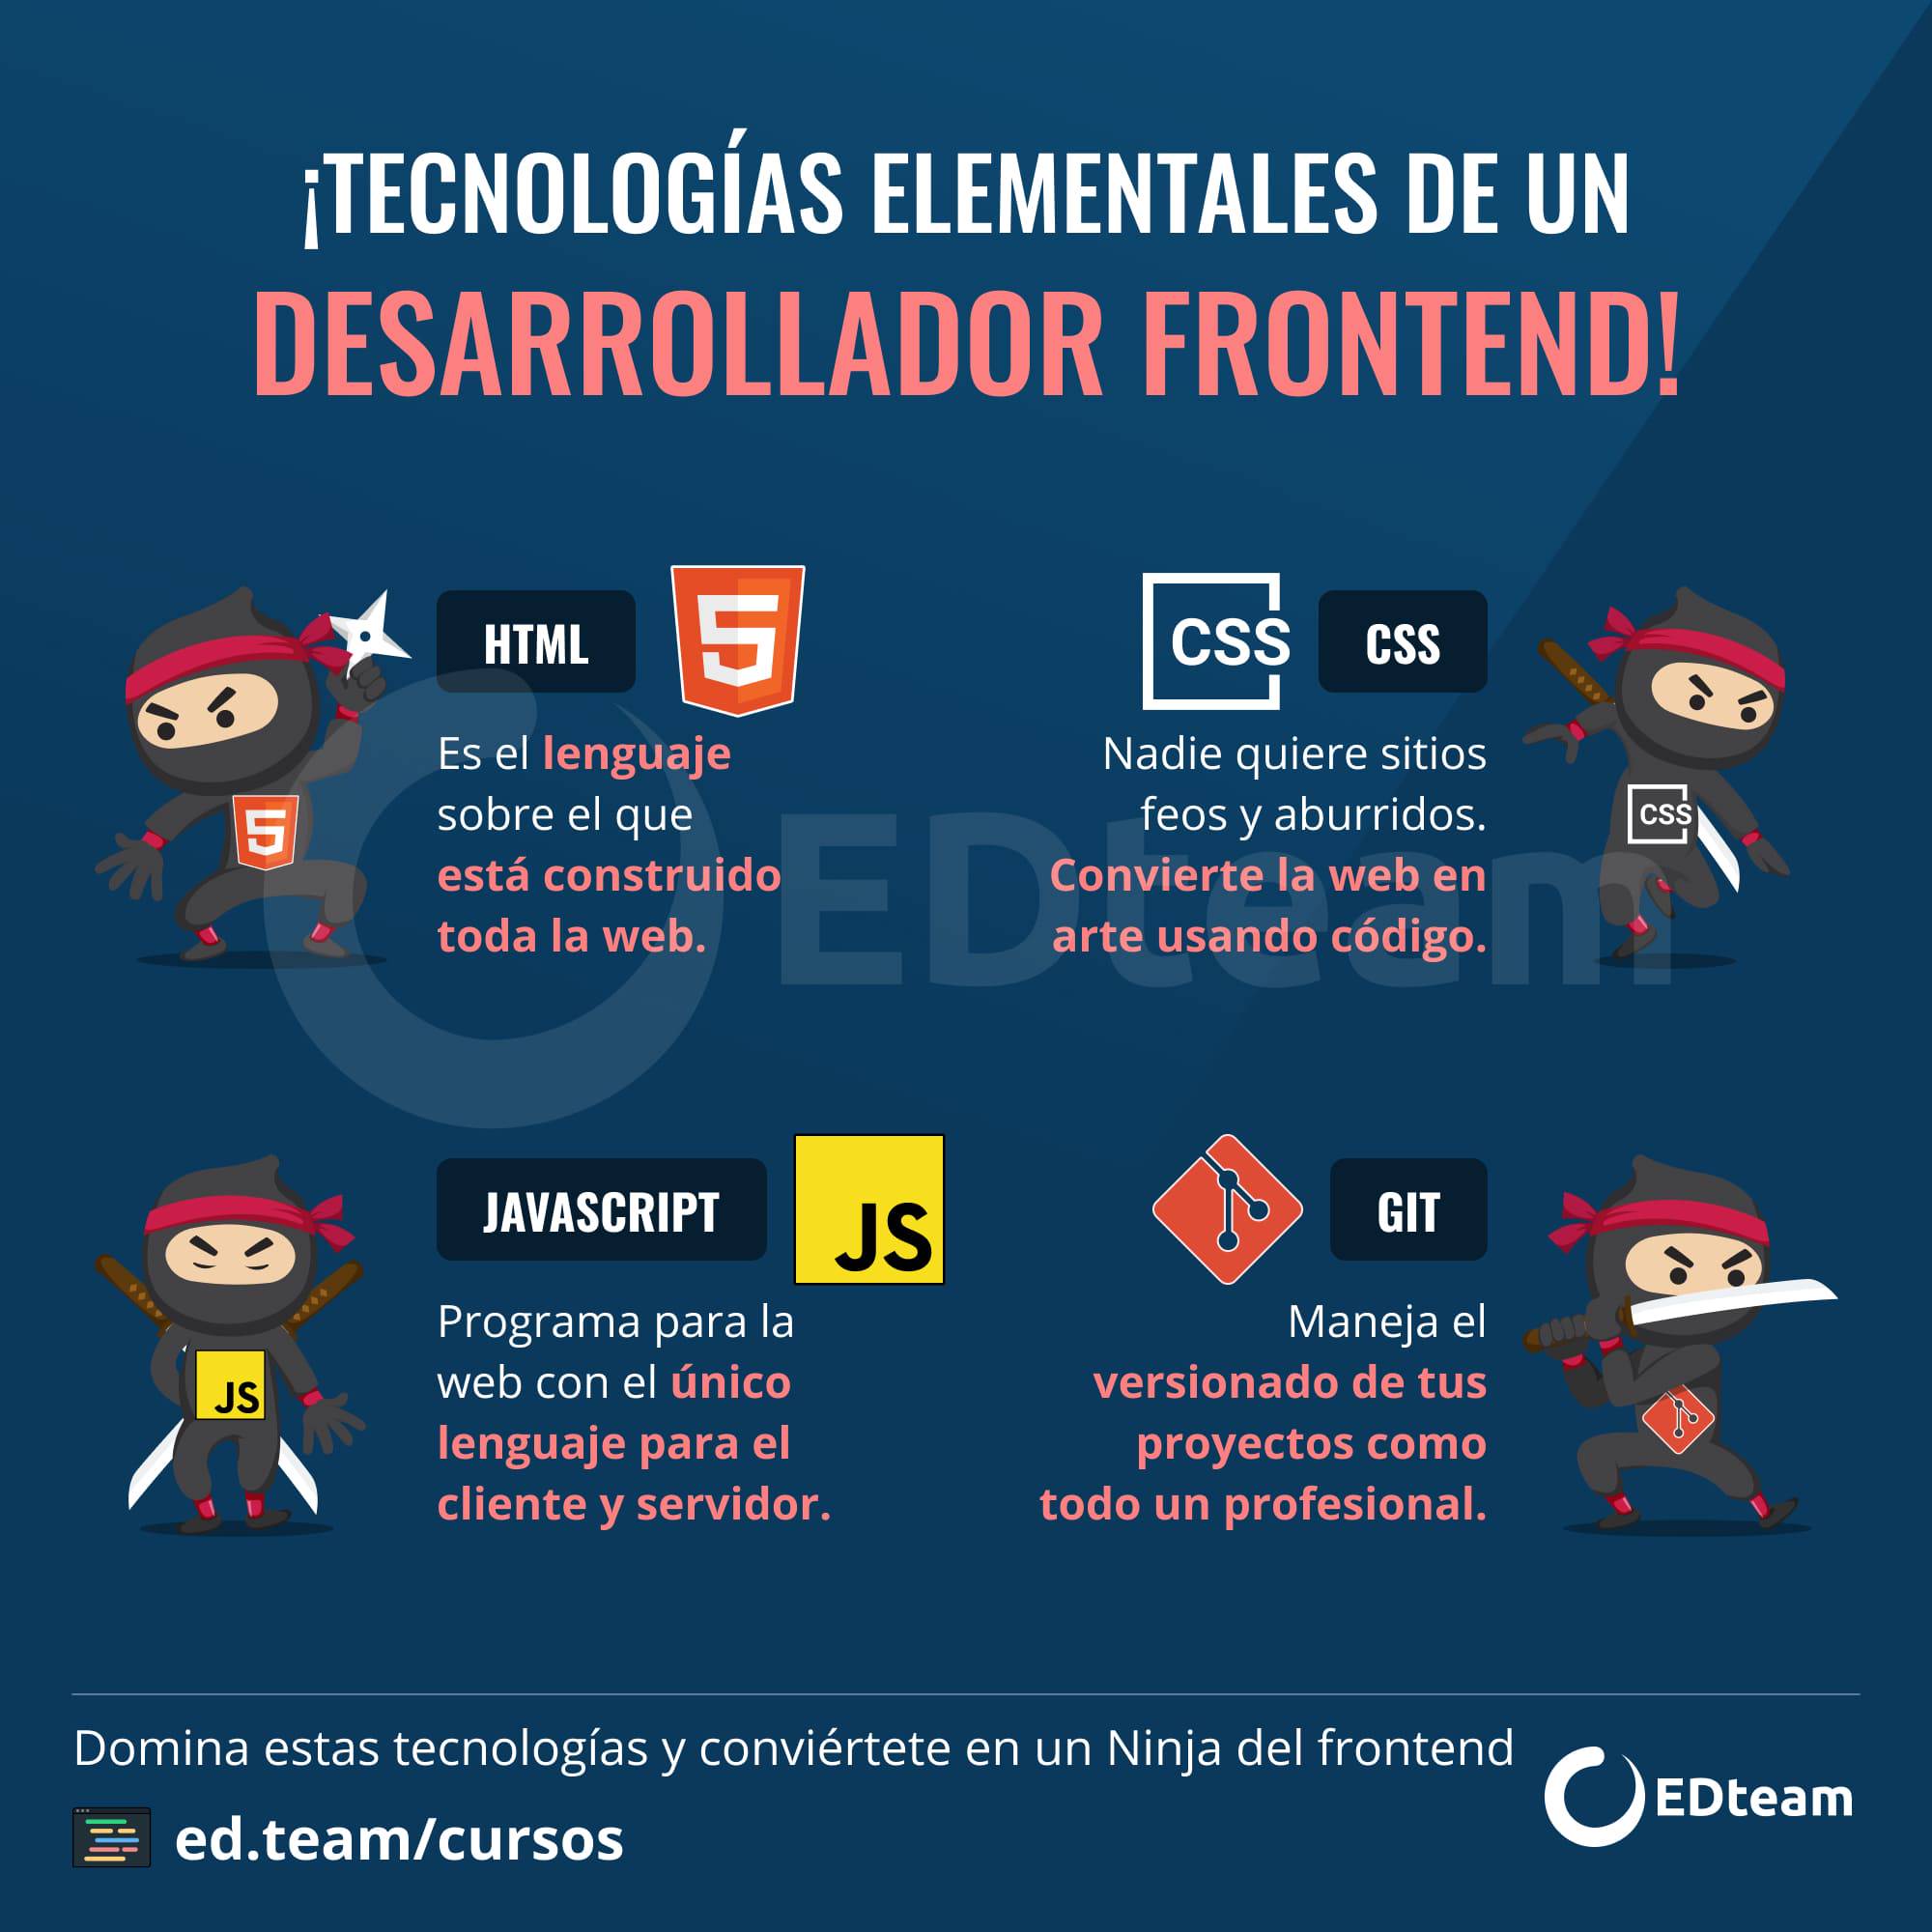 ¡TECNOLOGÍAS ELEMENTALES DE UN
DESARROLLADOR FRONTEND!
HTML
5
Es el lenguaje
sobre el que
está construido
toda la web.
5
CSS
CSS
Nadie quiere sitios
feos y aburridos.
Convierte la web en
arte usando código.
CSS
EDteam
JAVASCRIPT
JS
Programa para la
web con el único
lenguaje para el
cliente y servidor.
JS
GIT
Maneja el
versionado de tus
proyectos como
todo un profesional.
Domina estas tecnologías y conviértete en un Ninja del frontend
ed.team/cursos
EDteam